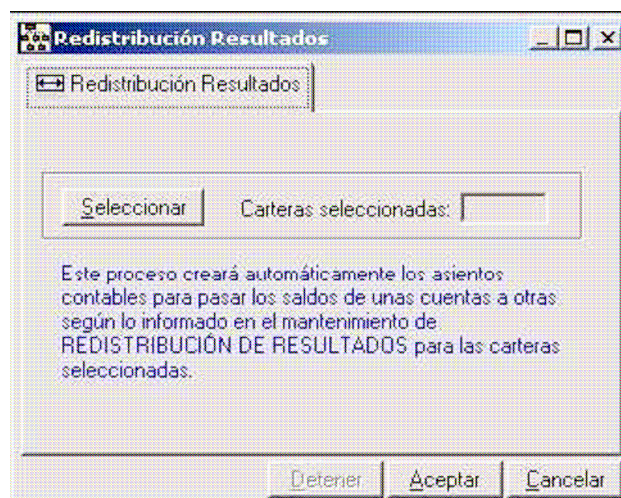 Redistribución Resultados
Redistribución Resultados
Seleccionar Carteras seleccionadas:
Este proceso creará automáticamente los asientos
contables para pasar los saldos de unas cuentas a otras
según lo informado en el mantenimiento de
REDISTRIBUCIÓN DE RESULTADOS para las carteras
seleccionadas.
Detener Aceptar Cancelar